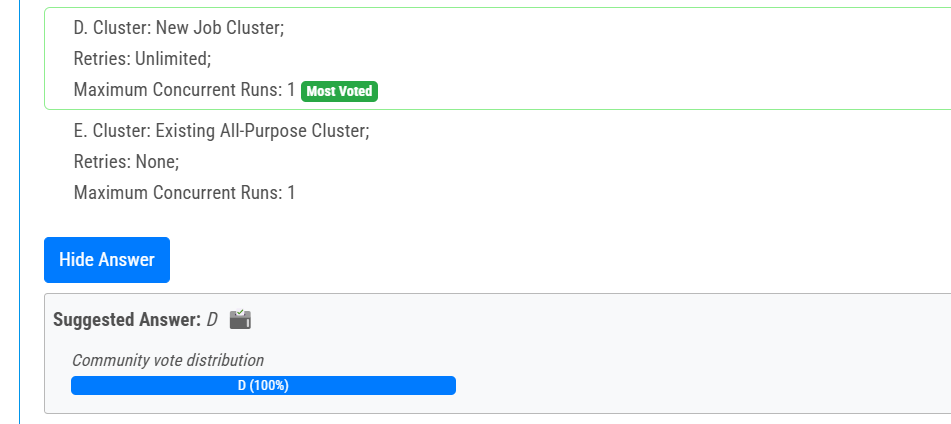 D. Cluster: New Job Cluster;
Retries: Unlimited;
Maximum Concurrent Runs: 1 Most Voted
E. Cluster: Existing All-Purpose Cluster;
Retries: None;
Maximum Concurrent Runs: 1
Hide Answer
Suggested Answer: D
Community vote distribution
D (100%)